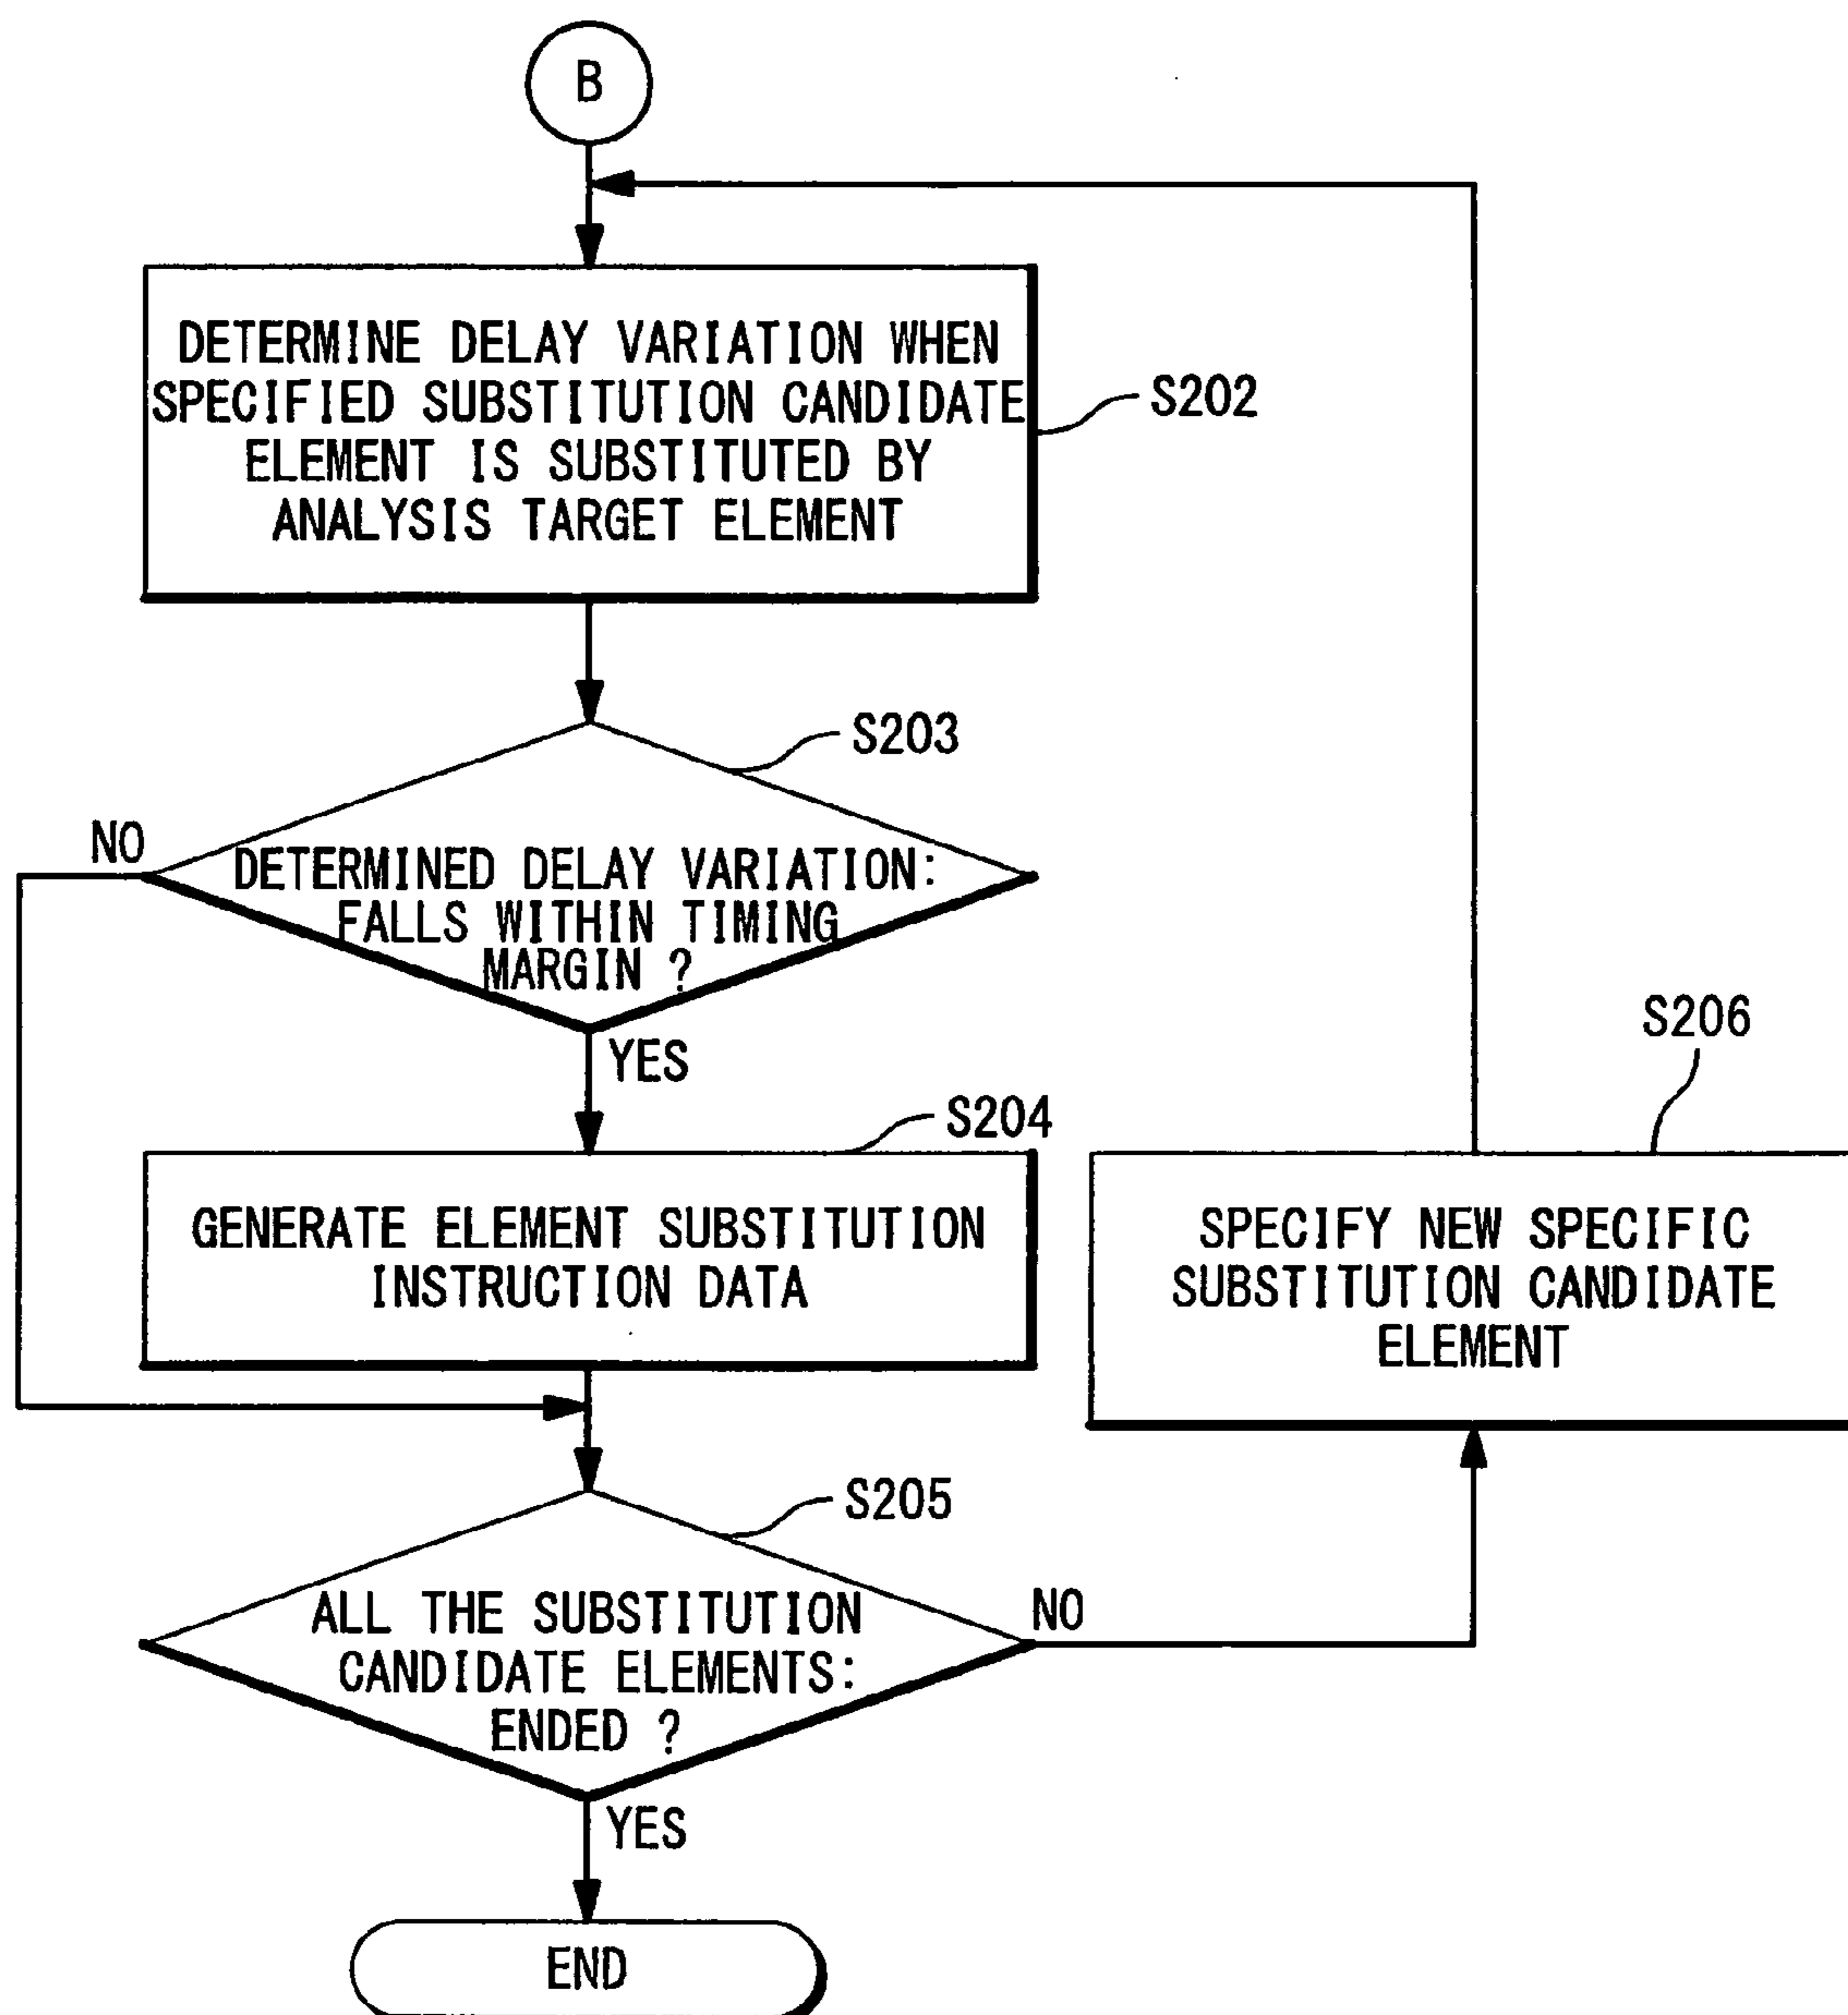 B
DETERMINE DELAY VARIATION WHEN
SPECIFIED SUBSTITUTION CANDIDATE
ELEMENT IS SUBSTITUTED BY
ANALYSIS TARGET ELEMENT
S202
S203
NO
DETERMINED DELAY VARIATION:
FALLS WITHIN TIMING
MARGIN ?
YES
S204
GENERATE ELEMENT SUBSTITUTION
INSTRUCTION DATA
S206
SPECIFY NEW SPECIFIC
SUBSTITUTION CANDIDATE
ELEMENT
S205
ALL THE SUBSTITUTION
CANDIDATE ELEMENTS:
ENDED ?
NO
YES
END